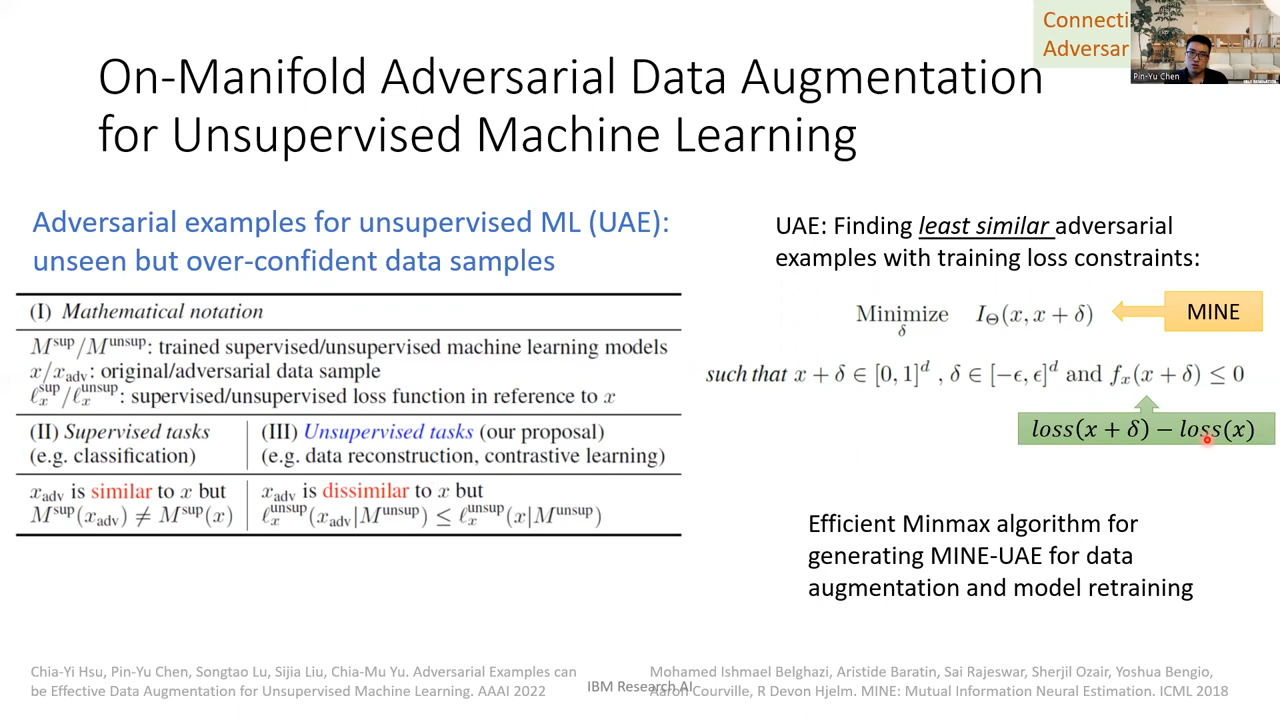 Connecti
Adversar
Pin-Yu Chen
On-Manifold Adversarial Data Augmentation
for Unsupervised Machine Learning
Adversarial examples for unsupervised ML (UAE):
unseen but over-confident data samples
(I) Mathematical notation
M^sup/M^unsup: trained supervised/unsupervised machine learning models
x/x_adv: original/adversarial data sample
ℓ_x^sup/ℓ_x^unsup: supervised/unsupervised loss function in reference to x
(II) Supervised tasks
(e.g. classification)
(III) Unsupervised tasks (our proposal)
(e.g. data reconstruction, contrastive learning)
x_adv is similar to x but
M^sup(x_adv) ≠ M^sup(x)
x_adv is dissimilar to x but
ℓ_x^unsup(x_adv|M^unsup) ≤ ℓ_x^unsup(x|M^unsup)
UAE: Finding least similar adversarial
examples with training loss constraints:
Minimize I_Θ(x, x + δ)
δ
MINE
such that x + δ ∈ [0, 1]^d , δ ∈ [−ϵ, ϵ]^d and f_x(x + δ) ≤ 0
loss(x + δ) − loss(x)
Efficient Minmax algorithm for
generating MINE-UAE for data
augmentation and model retraining
Chia-Yi Hsu, Pin-Yu Chen, Songtao Lu, Sijia Liu, Chia-Mu Yu. Adversarial Examples can
be Effective Data Augmentation for Unsupervised Machine Learning. AAAI 2022
IBM Research AI
Mohamed Ishmael Belghazi, Aristide Baratin, Sai Rajeswar, Sherjil Ozair, Yoshua Bengio,
Aaron Courville, R Devon Hjelm. MINE: Mutual Information Neural Estimation. ICML 2018